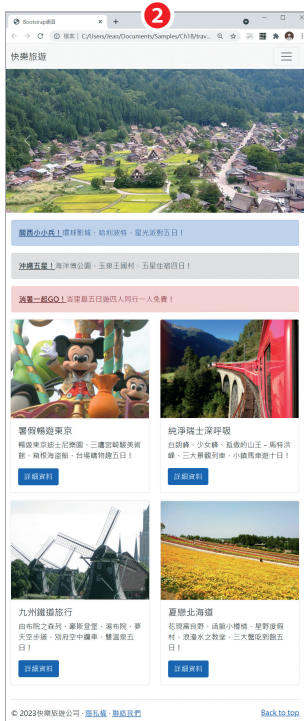 2
Bootstrap網頁
檔案 | C:/Users/Jean/Documents/Samples/Ch18/trav...
快樂旅遊
關西小小兵!環球影城、哈利波特、星光派對五日!
沖繩五星!海洋博公園、玉泉王國村、五星住宿四日!
消暑一起GO!峇里島五日遊四人同行一人免費!
暑假暢遊東京
暢遊東京迪士尼樂園、三鷹宮崎駿美術
館、箱根海盜船、台場購物趣五日!
詳細資料
純淨瑞士深呼吸
白朗峰、少女峰、孤傲的山王-馬特洪
峰、三大景觀列車、小鎮馬車遊十日!
詳細資料
九州鐵道旅行
由布院之森列、豪斯登堡、湯布院、夢
天空步道、別府空中纜車、雙溫泉五
日!
詳細資料
夏戀北海道
花現富良野、函館小樽橇、星野度假
村、浪漫水之教堂、三大蟹吃到飽五
日!
詳細資料
© 2023快樂旅遊公司 · 隱私權 · 聯絡我們
Back to top